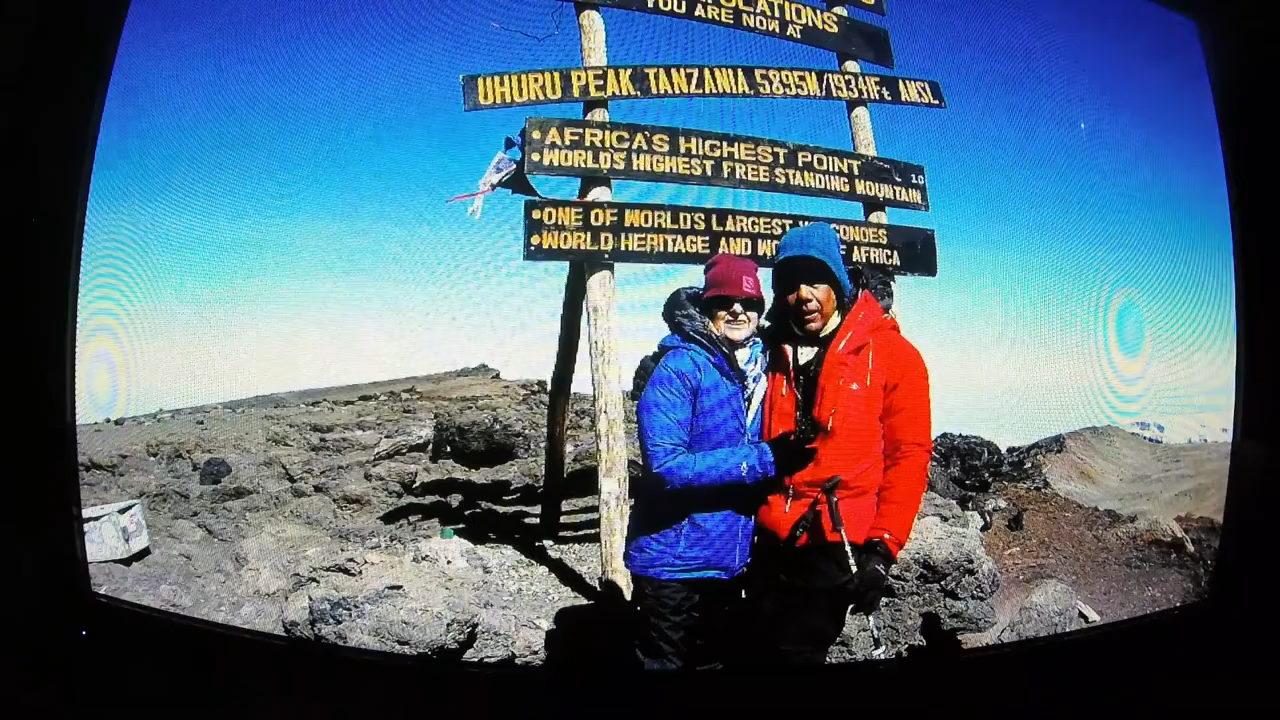 YOU ARE NOW AT
UHURU PEAK, TANZANIA, 5895M/19341Ft AMSL.
•AFRICA'S HIGHEST POINT
•WORLD'S HIGHEST FREE-STANDING MOUNTAIN
•ONE OF WORLD'S LARGEST
•WORLD HERITAGE AND AFRICA